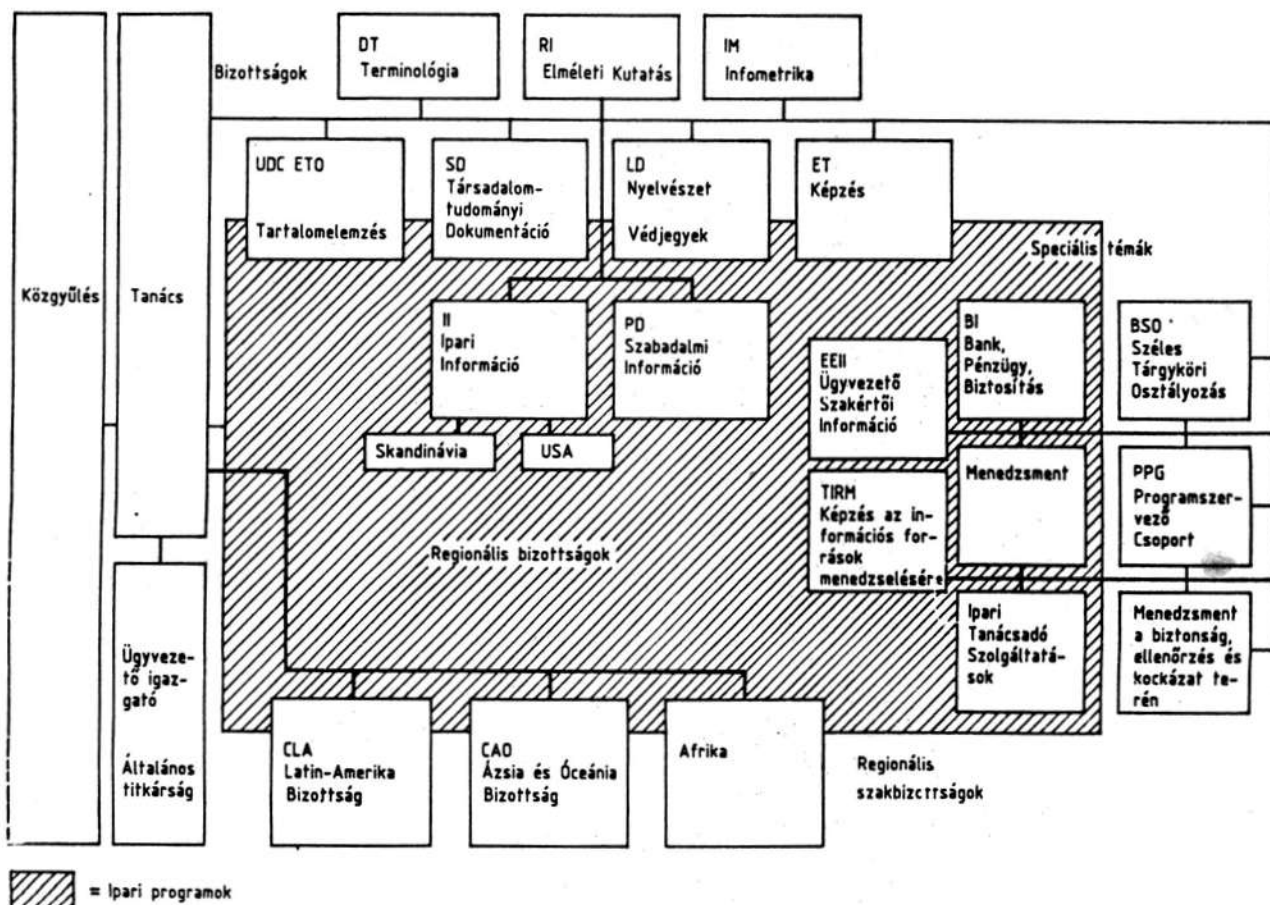 DT
Terminológia
RI
Elméleti Kutatás
IM
Infometrika
Bizottságok
UDC ETO
Tartalomelemzés
SD
Társadalom-
tudományi
Dokumentáció
LD
Nyelvészet
Védjegyek
ET
Képzés
Speciális témák
Közgyűlés
Tanács
II
Ipari
Információ
PD
Szabadalmi
Információ
EEII
Ügyvezető
Szakértői
Információ
BI
Bank,
Pénzügy,
Biztosítás
BSO
Széles
Tárgyköri
Osztályozás
Skandinávia
USA
TIRM
Képzés az in-
formációs for-
rások
menedzselésére
Menedzsment
PPG
Programszer-
vező
Csoport
Regionális bizottságok
Ipari
Tanácsadó
Szolgáltatá-
sok
Menedzsment
a biztonság,
ellenőrzés és
kockázat te-
rén
Ügyveze-
tő igaz-
gató
Általános
titkárság
CLA
Latin-Amerika
Bizottság
CAO
Ázsia és Óceánia
Bizottság
Afrika
Regionális
szakbizottságok
= Ipari programok